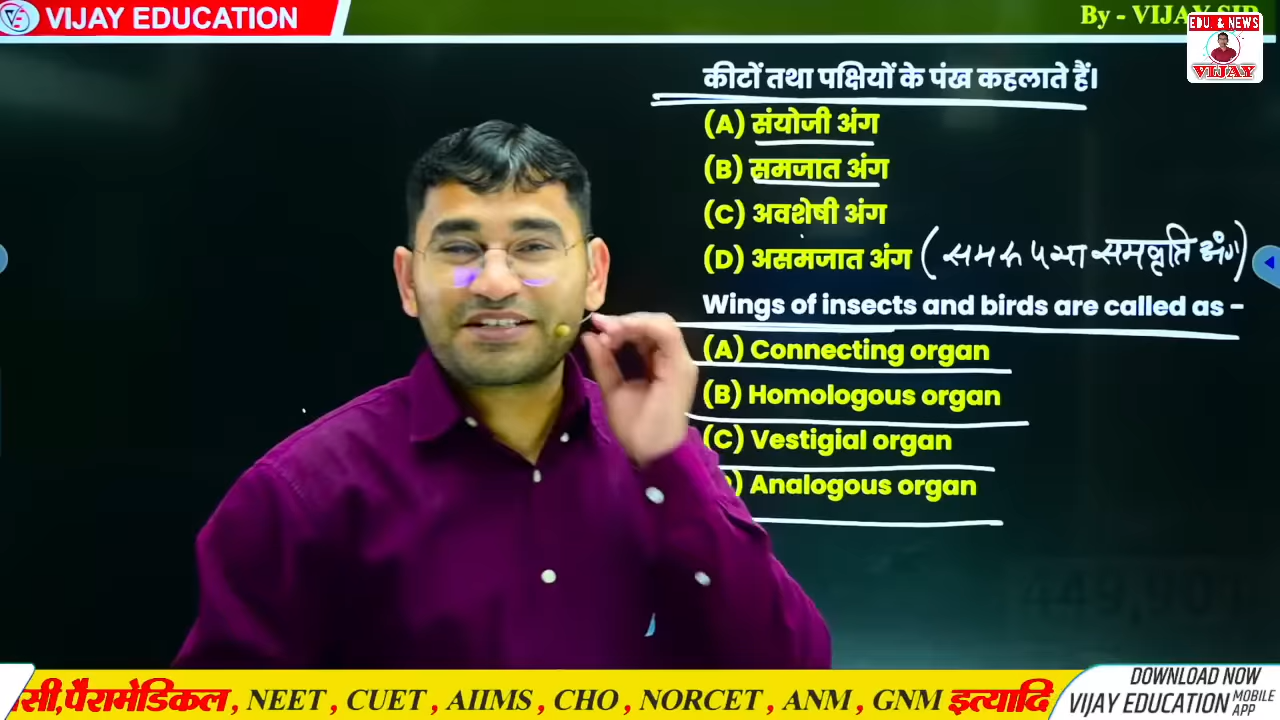 VIJAY EDUCATION
By - VIJAY SIR
EDU. & NEWS
VIJAY
कीटों तथा पक्षियों के पंख कहलाते हैं।
(A) संयोजी अंग
(B) समजात अंग
(C) अवशेषी अंग
(D) असमजात अंग (समरूप या समवृति अंग)
Wings of insects and birds are called as -
(A) Connecting organ
(B) Homologous organ
(C) Vestigial organ
) Analogous organ
सी,पैरामेडिकल , NEET , CUET , AIIMS , CHO , NORCET , ANM , GNM इत्यादि
DOWNLOAD NOW
VIJAY EDUCATION MOBILE APP